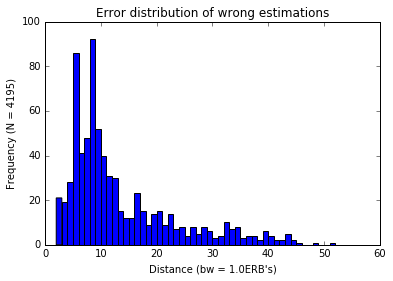 Error distribution of wrong estimations
100
80
60
40
20
0
Frequency (N = 4195)
0 10 20 30 40 50 60
Distance (bw = 1.0ERB's)